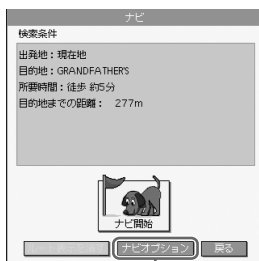 ナビ
検索条件
出発地：現在地
目的地：GRANDFATHER'S
所要時間：徒歩 約5分
目的地までの距離： 277m
ナビ開始
ナビオプション 戻る